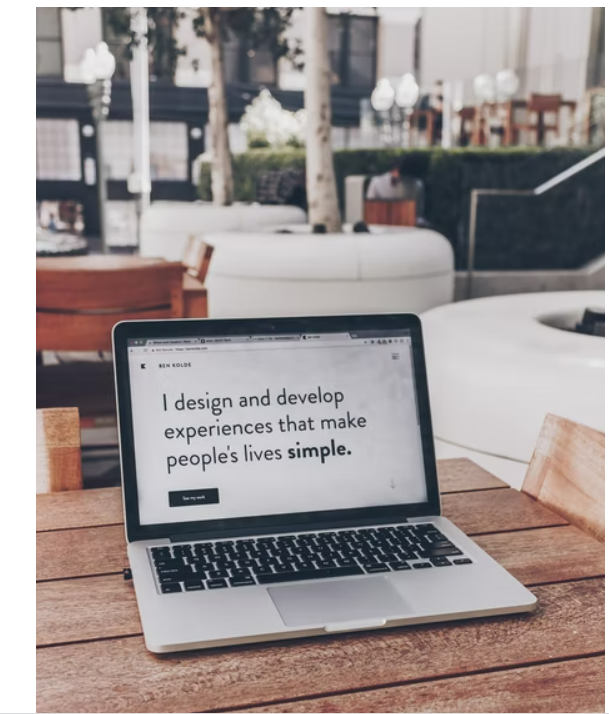 BEN KOLDE
I design and develop
experiences that make
people's lives simple.
See my work